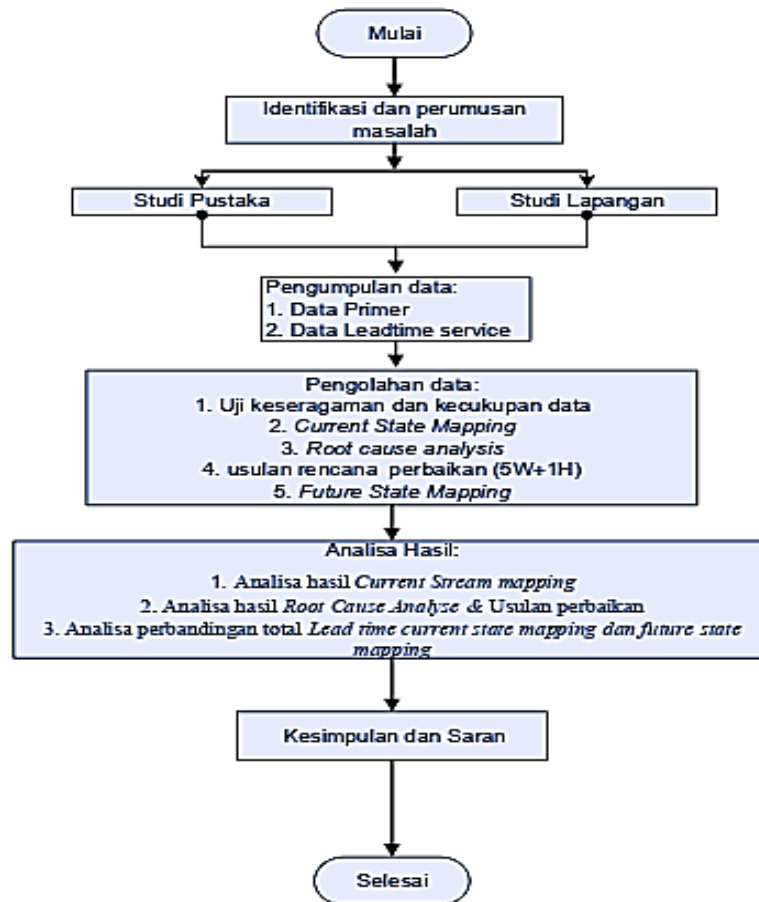 Mulai
Identifikasi dan perumusan
masalah
Studi Pustaka
Studi Lapangan
Pengumpulan data:
1. Data Primer
2. Data Leadtime service
Pengolahan data:
1. Uji keseragaman dan kecukupan data
2. Current State Mapping
3. Root cause analysis
4. usulan rencana perbaikan (5W+1H)
5. Future State Mapping
Analisa Hasil:
1. Analisa hasil Current Stream mapping
2. Analisa hasil Root Cause Analyse & Usulan perbaikan
3. Analisa perbandingan total Lead time current state mapping dan future state
mapping
Kesimpulan dan Saran
Selesai